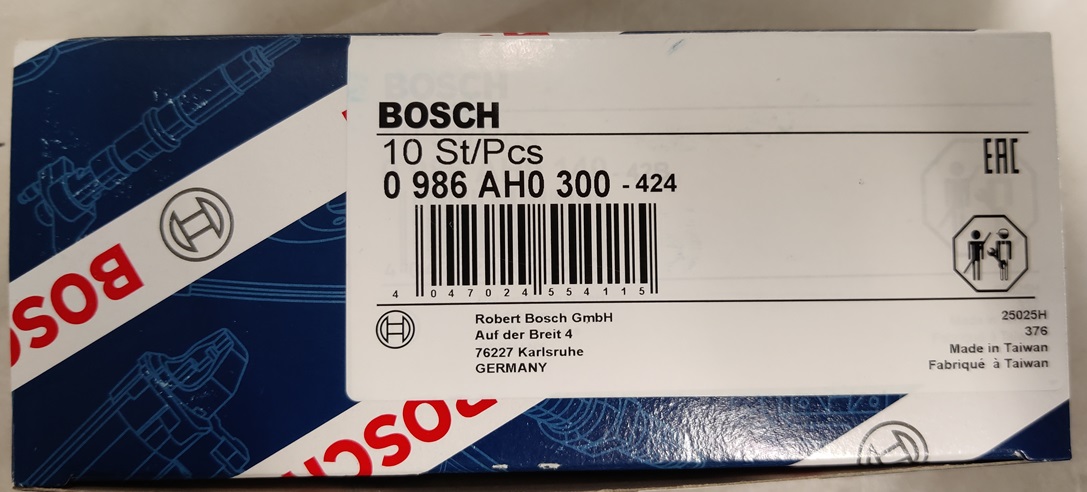 BOSCH
10 St/Pcs
0 986 AH0 300 - 424
EAC
4 047024 554115
Robert Bosch GmbH
Auf der Breit 4
76227 Karlsruhe
GERMANY
25025H
376
Made in Taiwan
Fabriqué à Taiwan
BOSCH
BOSCH